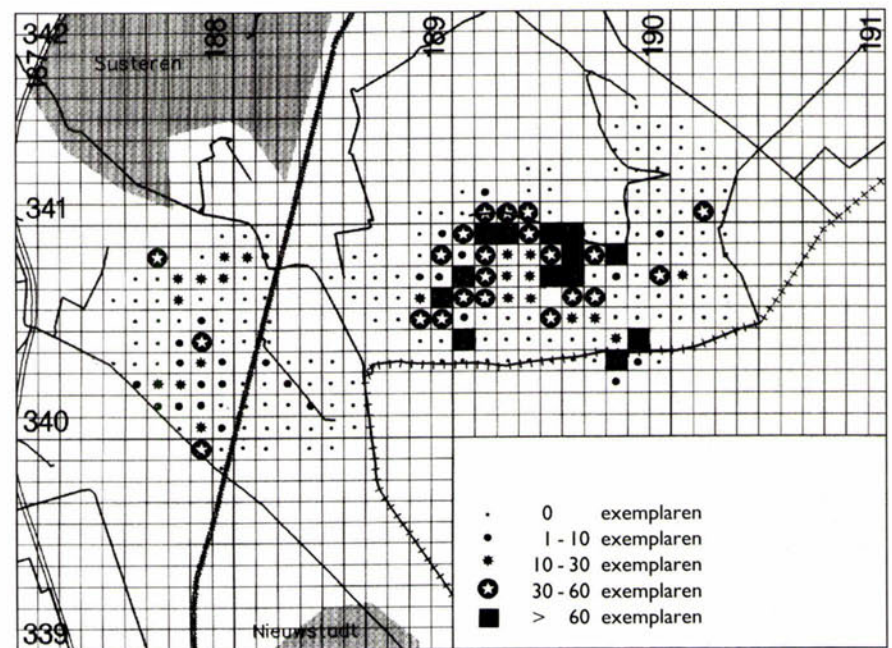 342
187
188
189
190
191
Susteren
341
340
339
Nieuwstadt
0 exemplaren
1 - 10 exemplaren
10 - 30 exemplaren
30 - 60 exemplaren
> 60 exemplaren